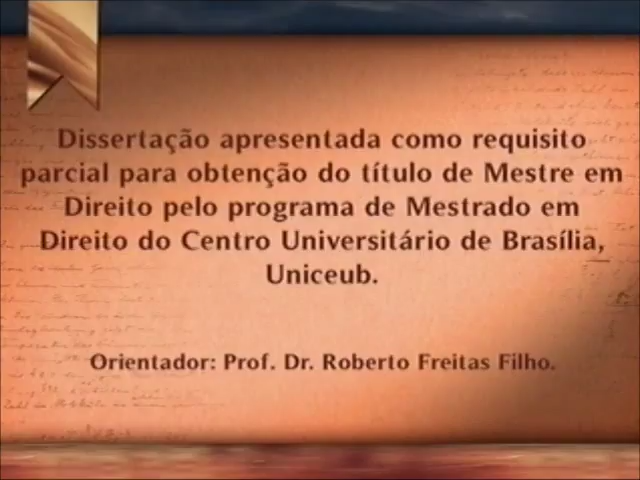 Dissertação apresentada como requisito
parcial para obtenção do título de Mestre em
Direito pelo programa de Mestrado em
Direito do Centro Universitário de Brasília,
Uniceub.
Orientador: Prof. Dr. Roberto Freitas Filho.